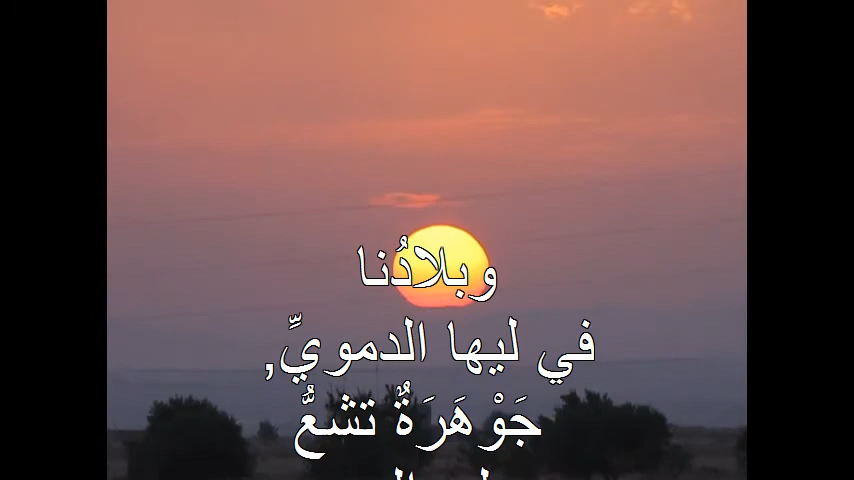 وبلادُنا
في ليها الدمويِّ,
جَوْهَرَةٌ تشعُّ